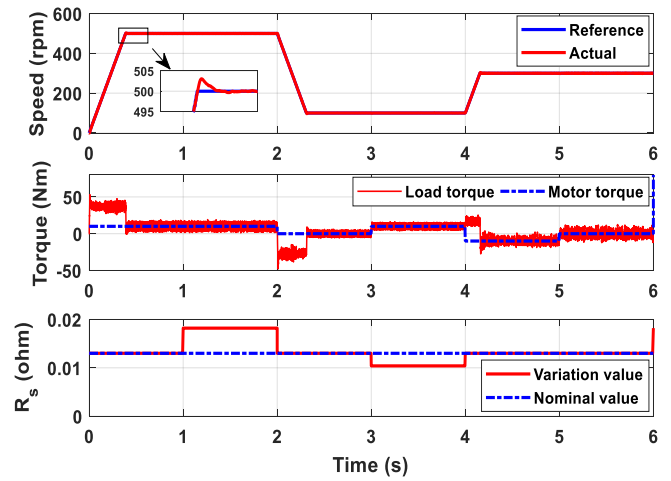 600
400
200
0
Speed (rpm)
Reference
Actual
505
500
495
0 1 2 3 4 5 6
50
0
-50
Torque (Nm)
Load torque
Motor torque
0 1 2 3 4 5 6
0.02
0.01
0
Rs (ohm)
Variation value
Nominal value
0 1 2 3 4 5 6
Time (s)